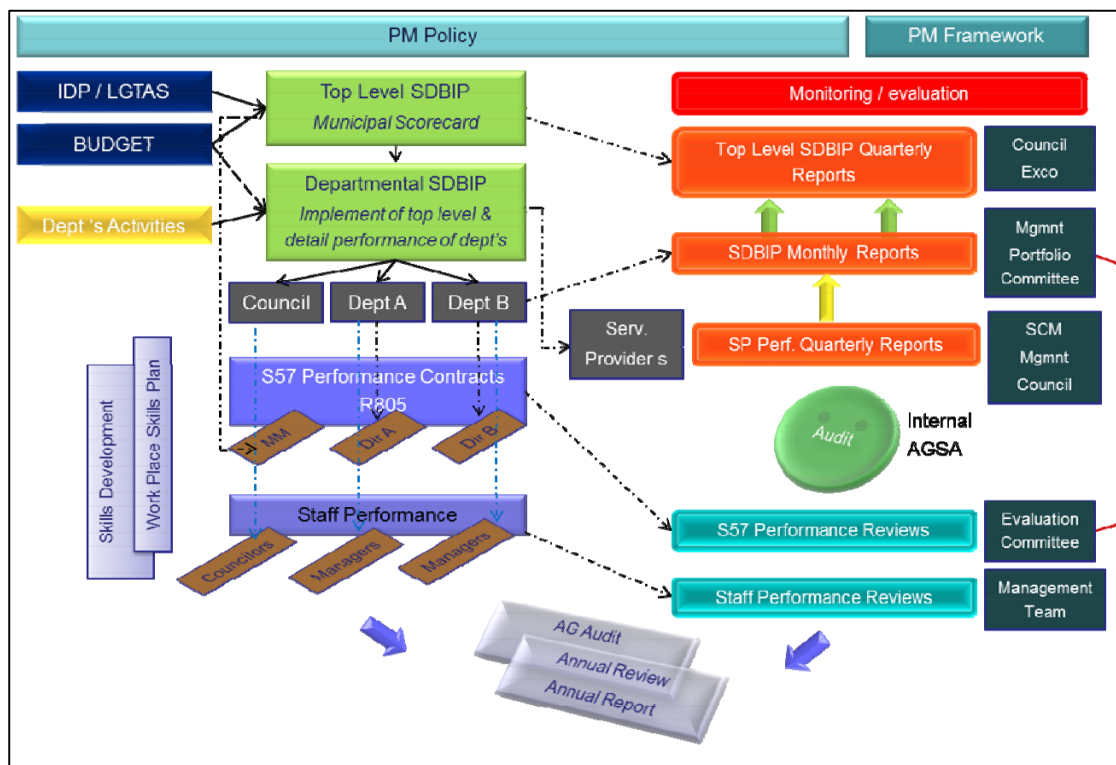 PM Policy
PM Framework
IDP / LGTAS
BUDGET
Dept 's Activities
Top Level SDBIP
Municipal Scorecard
Departmental SDBIP
Implement of top level &
detail performance of dept's
Council
Dept A
Dept B
Serv.
Provider s
S57 Performance Contracts
R805
MM
Dir A
Dir B
Skills Development
Work Place Skills Plan
Staff Performance
Councilors
Managers
Managers
Monitoring / evaluation
Top Level SDBIP Quarterly
Reports
Council
Exco
SDBIP Monthly Reports
Mgmnt
Portfolio
Committee
SP Perf. Quarterly Reports
SCM
Mgmnt
Council
Audit
Internal
AGSA
S57 Performance Reviews
Evaluation
Committee
Staff Performance Reviews
Management
Team
AG Audit
Annual Review
Annual Report